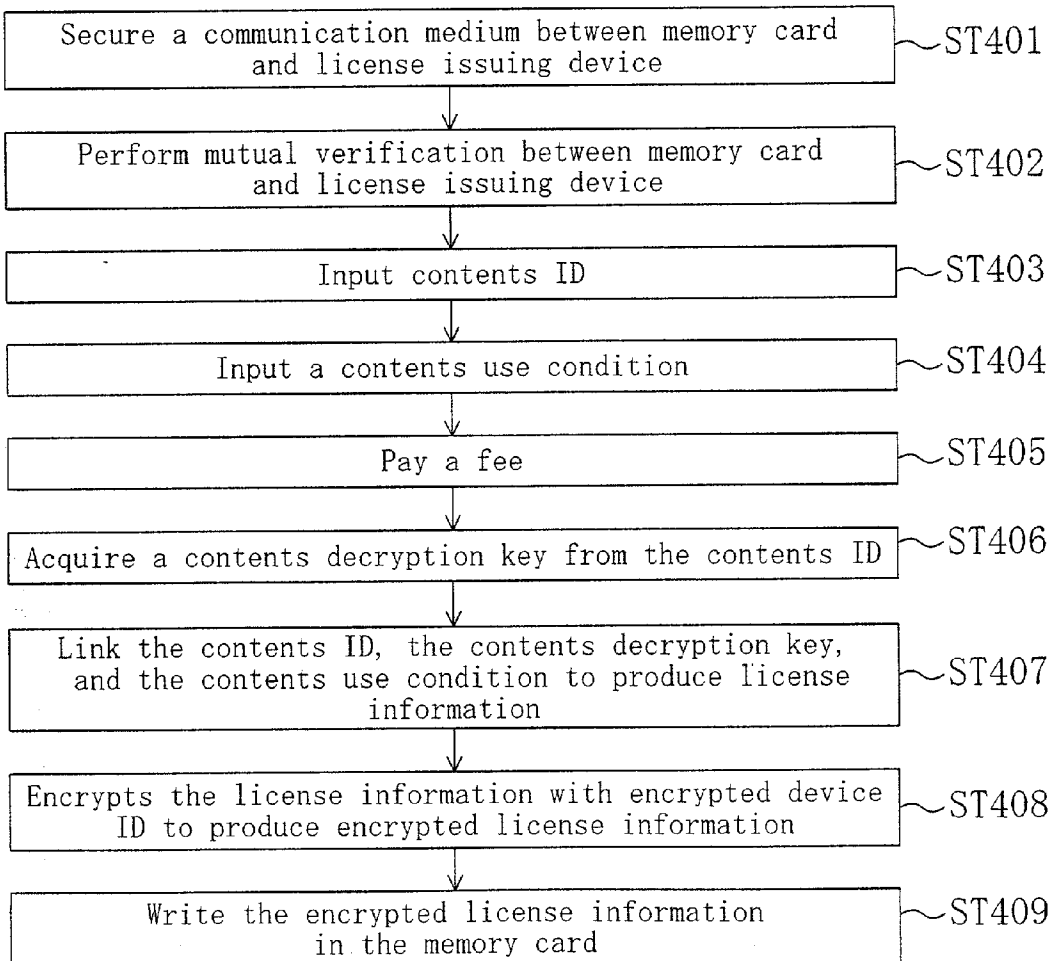 Secure a communication medium between memory card
and license issuing device
ST401
Perform mutual verification between memory card
and license issuing device
ST402
Input contents ID
ST403
Input a contents use condition
ST404
Pay a fee
ST405
Acquire a contents decryption key from the contents ID
ST406
Link the contents ID, the contents decryption key,
and the contents use condition to produce license
information
ST407
Encrypts the license information with encrypted device
ID to produce encrypted license information
ST408
Write the encrypted license information
in the memory card
ST409